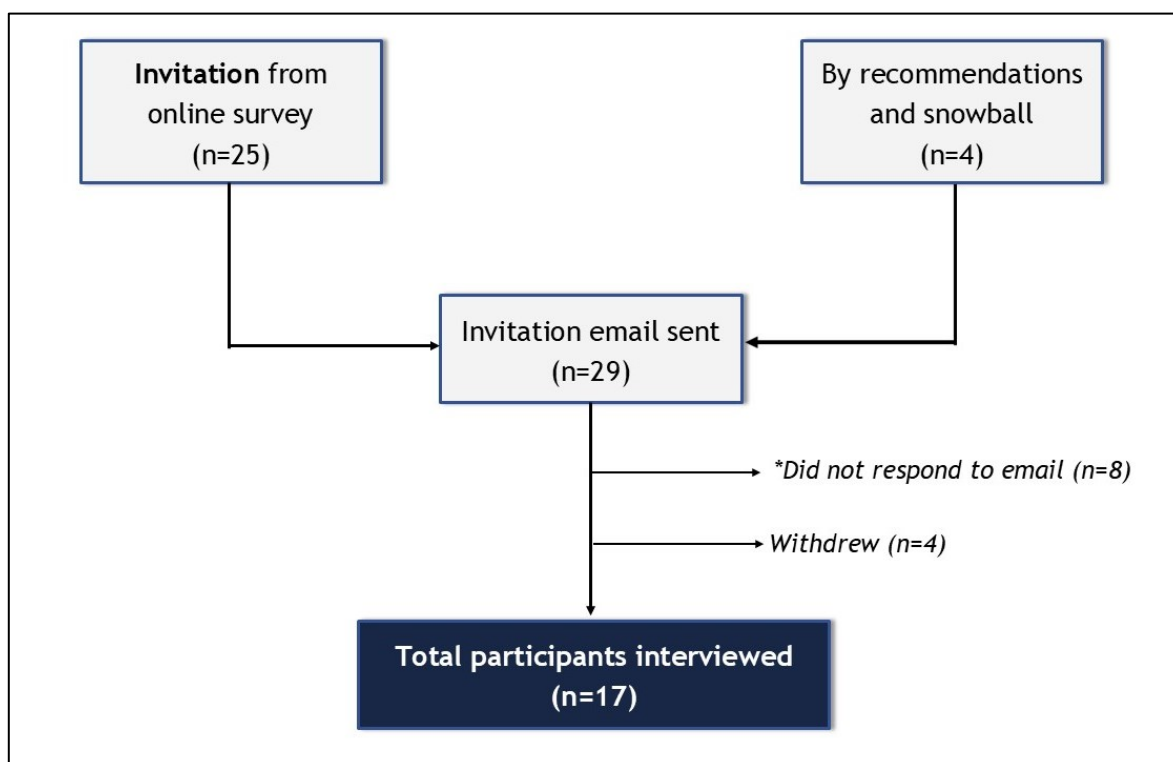 Invitation from
online survey
(n=25)
By recommendations
and snowball
(n=4)
Invitation email sent
(n=29)
*Did not respond to email (n=8)
Withdrew (n=4)
Total participants interviewed
(n=17)